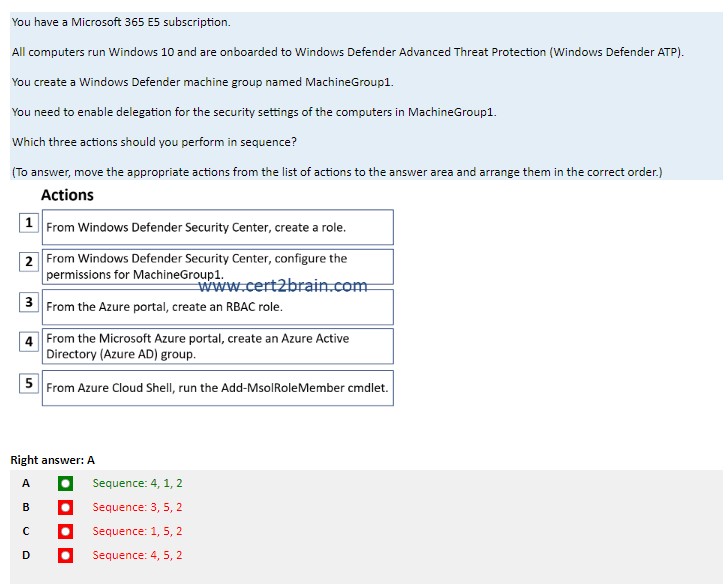 You have a Microsoft 365 E5 subscription.
All computers run Windows 10 and are onboarded to Windows Defender Advanced Threat Protection (Windows Defender ATP).
You create a Windows Defender machine group named MachineGroup1.
You need to enable delegation for the security settings of the computers in MachineGroup1.
Which three actions should you perform in sequence?
(To answer, move the appropriate actions from the list of actions to the answer area and arrange them in the correct order.)
Actions
1 From Windows Defender Security Center, create a role.
2 From Windows Defender Security Center, configure the
permissions for MachineGroup1.
www.cert2brain.com
3 From the Azure portal, create an RBAC role.
4 From the Microsoft Azure portal, create an Azure Active
Directory (Azure AD) group.
5 From Azure Cloud Shell, run the Add-MsolRoleMember cmdlet.
Right answer: A
A Sequence: 4, 1, 2
B Sequence: 3, 5, 2
C Sequence: 1, 5, 2
D Sequence: 4, 5, 2